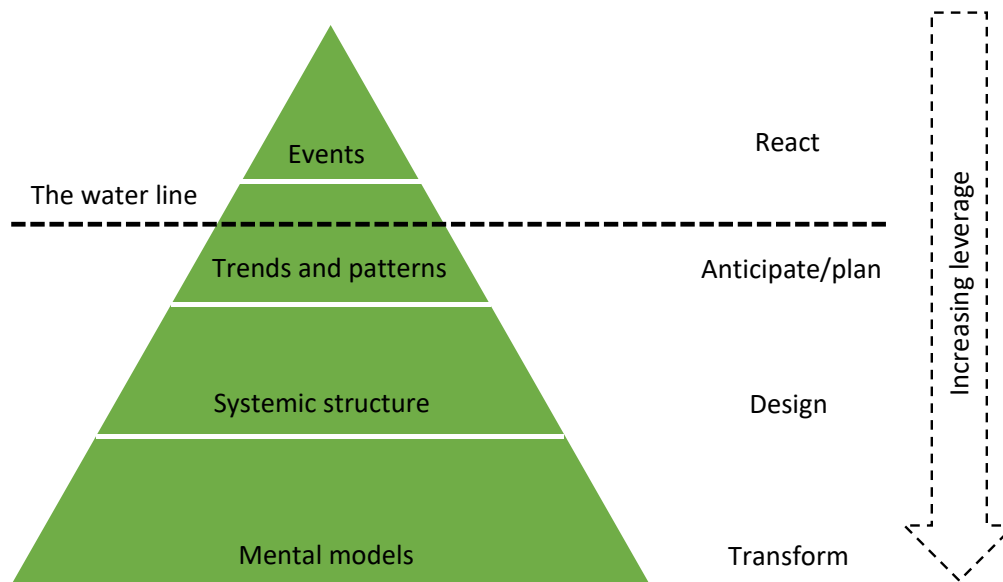 React
Events
The water line
Trends and patterns
Anticipate/plan
Systemic structure
Design
Mental models
Transform
Increasing leverage